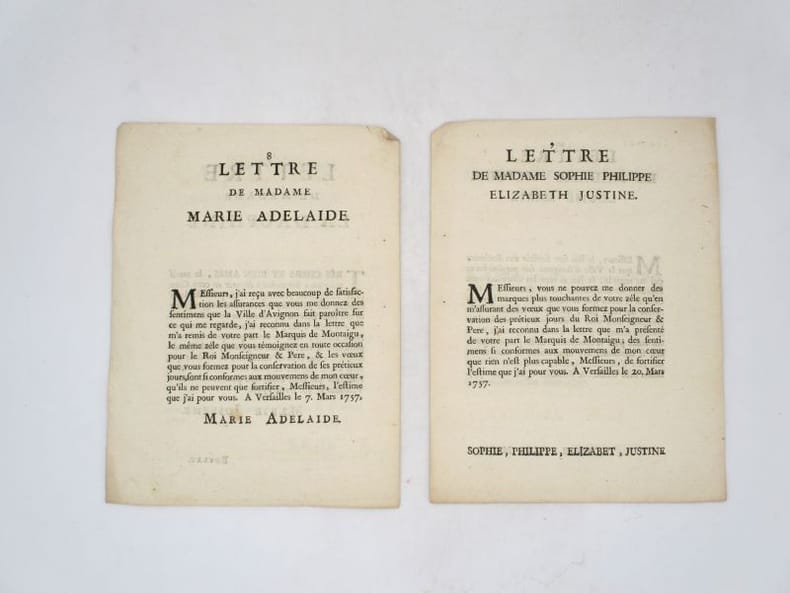 8
LETTRE
DE MADAME
MARIE ADELAIDE.
MEssieurs, j'ai reçu avec beaucoup de satisfac-
tion les assurances que vous me donnez des
sentimens que la Ville d'Avignon fait paroître sur
ce qui me regarde, j'ai reconnu dans la lettre que
m'a remis de votre part le Marquis de Montaigu,
le même zéle que vous témoignez en toute occasion
pour le Roi Monseigneur & Pere, & les vœux
que vous formez pour la conservation de ses prétieux
jours, sont si conformes aux mouvemens de mon cœur,
qu'ils ne peuvent que fortifier, Messieurs, l'estime
que j'ai pour vous. A Versailles le 7. Mars 1757.
MARIE ADELAIDE.
LETTRE
DE MADAME SOPHIE PHILIPPE
ELIZABETH JUSTINE.
MEssieurs, vous ne pouvez me donner des
marques plus touchantes de votre zéle qu'en
m'assurant des vœux que vous formez pour la conser-
vation des prétieux jours du Roi Monseigneur &
Pere, j'ai reconnu dans la lettre que m'a présenté
de votre part le Marquis de Montaigu, des senti-
mens si conformes aux mouvemens de mon cœur
que rien n'est plus capable, Messieurs, de fortifier
l'estime que j'ai pour vous. A Versailles le 20. Mars
1757.
SOPHIE, PHILIPPE, ELIZABET, JUSTINE